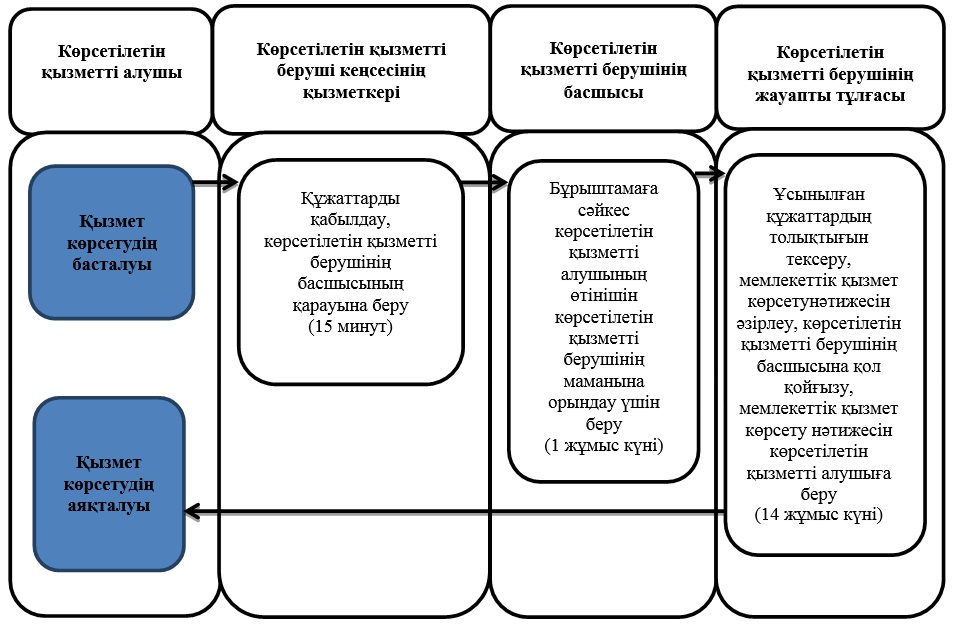 Көрсетілетін
қызметті алушы
Көрсетілетін қызметті
беруші кеңсесінің
қызметкері
Көрсетілетін
қызметті берушінің
басшысы
Көрсетілетін
қызметті берушінің
жауапты тұлғасы
Қызмет
көрсетудің
басталуы
Құжаттарды
қабылдау,
көрсетілетін қызметті
берушінің
басшысының
қарауына беру
(15 минут)
Бұрыштамаға
сәйкес
көрсетілетін
қызметті
алушының
өтінішін
көрсетілетін
қызметті
берушінің
маманына
орындау үшін
беру
(1 жұмыс күні)
Ұсынылған
құжаттардың
толықтығын
тексеру,
мемлекеттік қызмет
көрсетунәтижесін
әзірлеу, көрсетілетін
қызметті берушінің
басшысына қол
қойғызу,
мемлекеттік қызмет
көрсету нәтижесін
көрсетілетін
қызметті алушыға
беру
(14 жұмыс күні)
Қызмет
көрсетудің
аяқталуы